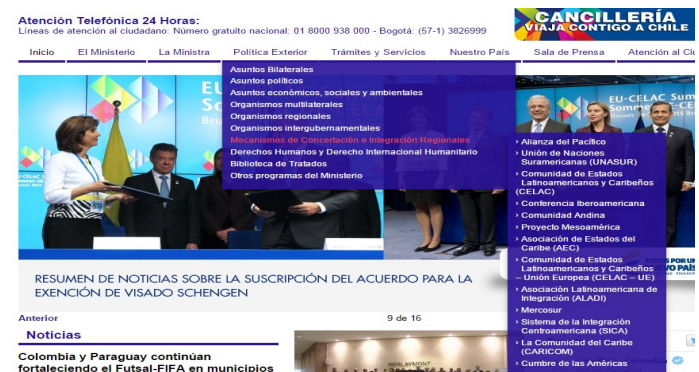 Atención Telefónica 24 Horas:
Líneas de atención al ciudadano: Número gratuito nacional: 01 8000 938 000 - Bogotá: (57-1) 3826999
CANCILLERÍA
VIAJA CONTIGO A CHILE
Inicio El Ministerio La Ministra Política Exterior Trámites y Servicios Nuestro País Sala de Prensa Atención al Ciu
Asuntos Bilaterales
Asuntos políticos
Asuntos económicos, sociales y ambientales
Organismos multilaterales
Organismos regionales
Organismos intergubernamentales
Mecanismos de Concertación e Integración Regionales
Derechos Humanos y Derecho Internacional Humanitario
Biblioteca de Tratados
Otros programas del Ministerio
EU-CELAC Sum
› Alianza del Pacífico
› Unión de Naciones
Suramericanas (UNASUR)
› Comunidad de Estados
Latinoamericanos y Caribeños
(CELAC)
› Conferencia Iberoamericana
› Comunidad Andina
› Proyecto Mesoamérica
› Asociación de Estados del
Caribe (AEC)
› Comunidad de Estados
Latinoamericanos y Caribeños
– Unión Europea (CELAC – UE)
› Asociación Latinoamericana de
Integración (ALADI)
› Mercosur
› Sistema de la Integración
Centroamericana (SICA)
› La Comunidad del Caribe
(CARICOM)
› Cumbre de las Américas
RESUMEN DE NOTICIAS SOBRE LA SUSCRIPCIÓN DEL ACUERDO PARA LA
EXENCIÓN DE VISADO SCHENGEN
Anterior 9 de 16
Noticias
Colombia y Paraguay continúan
fortaleciendo el Futsal-FIFA en municipios
BERLAYMONT